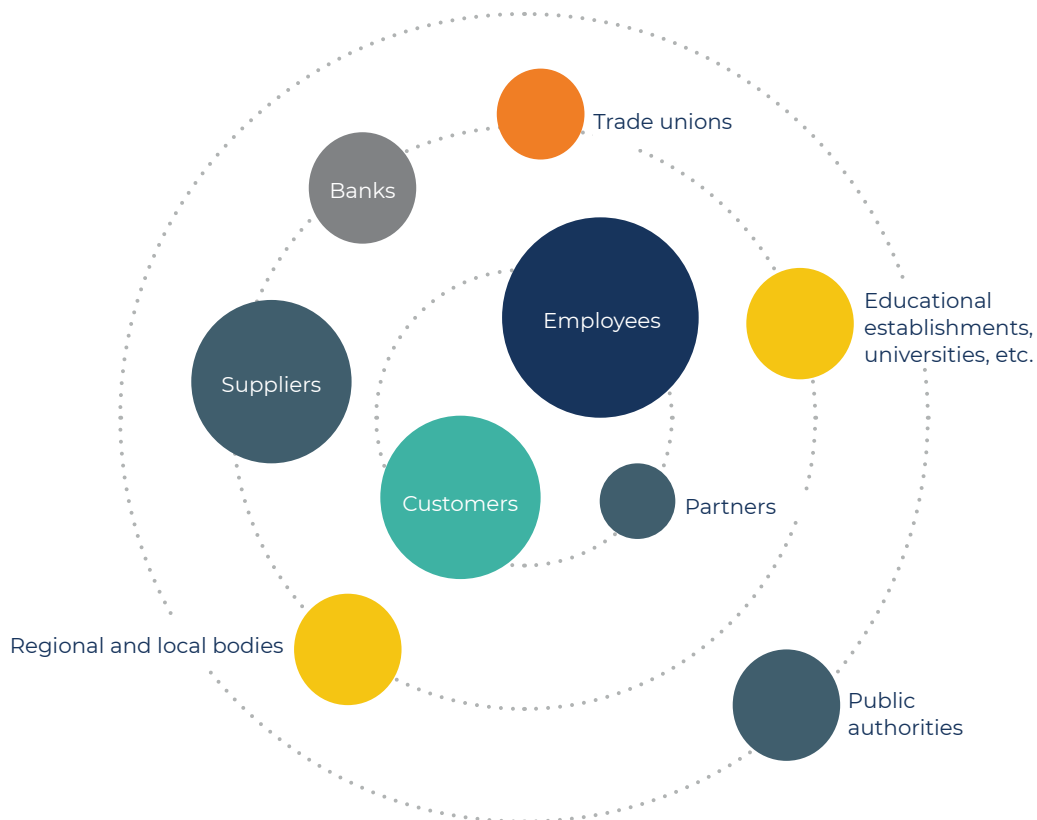 Trade unions
Banks
Employees
Educational
establishments,
universities, etc.
Suppliers
Customers
Partners
Regional and local bodies
Public
authorities